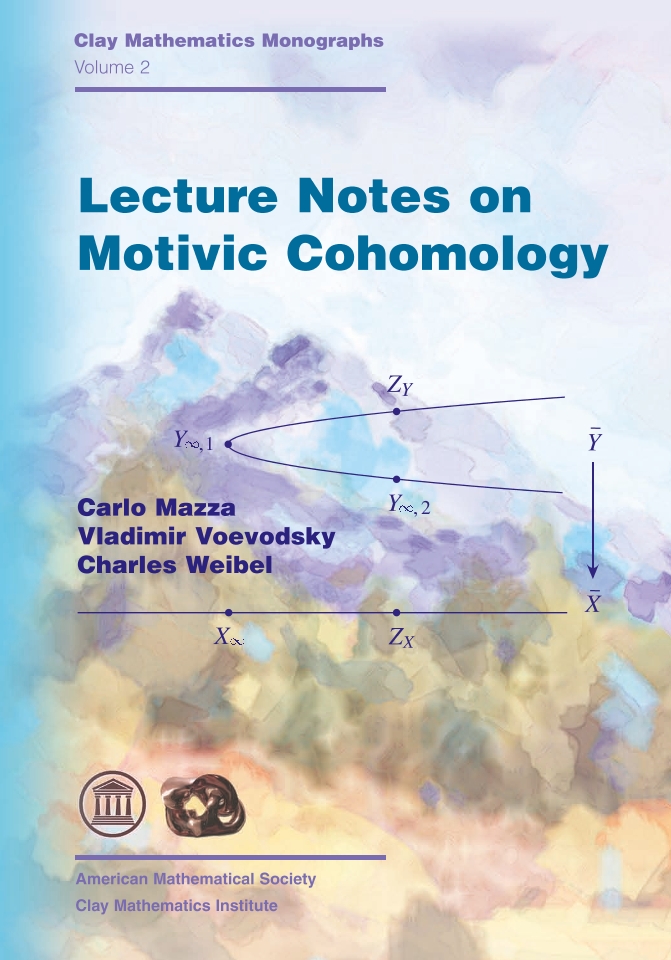 Clay Mathematics Monographs
Volume 2
Lecture Notes on
Motivic Cohomology
Z_Y
Y_{∞,1}
Ȳ
Y_{∞,2}
Carlo Mazza
Vladimir Voevodsky
Charles Weibel
X̄
X_∞
Z_X
American Mathematical Society
Clay Mathematics Institute